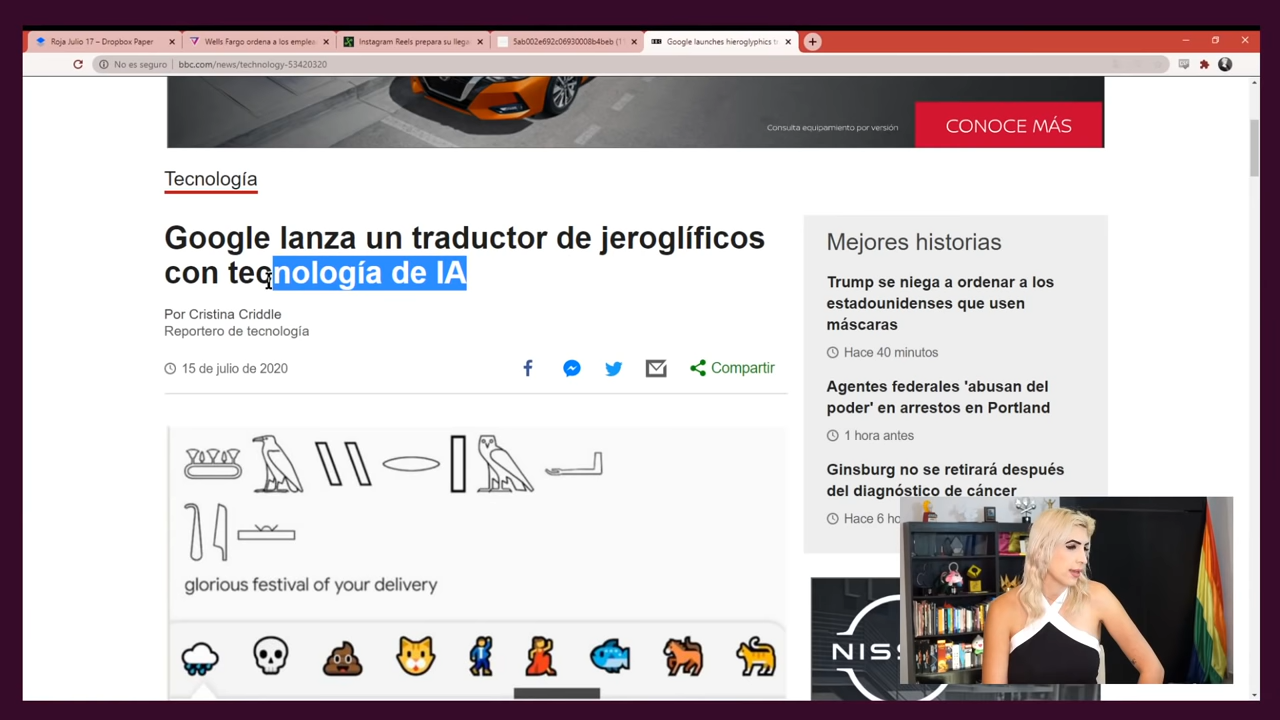 Roja Julio 17 – Dropbox Paper
Wells Fargo ordena a los emplea
Instagram Reels prepara su llega
5ab002e692c06930008b4beb (1
Google launches hieroglyphics t
No es seguro | bbc.com/news/technology-53420320
Consulta equipamiento por versión
CONOCE MÁS
Tecnología
Google lanza un traductor de jeroglíficos
con tecnología de IA
Por Cristina Criddle
Reportero de tecnología
15 de julio de 2020
Compartir
glorious festival of your delivery
Mejores historias
Trump se niega a ordenar a los
estadounidenses que usen
máscaras
Hace 40 minutos
Agentes federales 'abusan del
poder' en arrestos en Portland
1 hora antes
Ginsburg no se retirará después
del diagnóstico de cáncer
Hace 6 ho
NISS